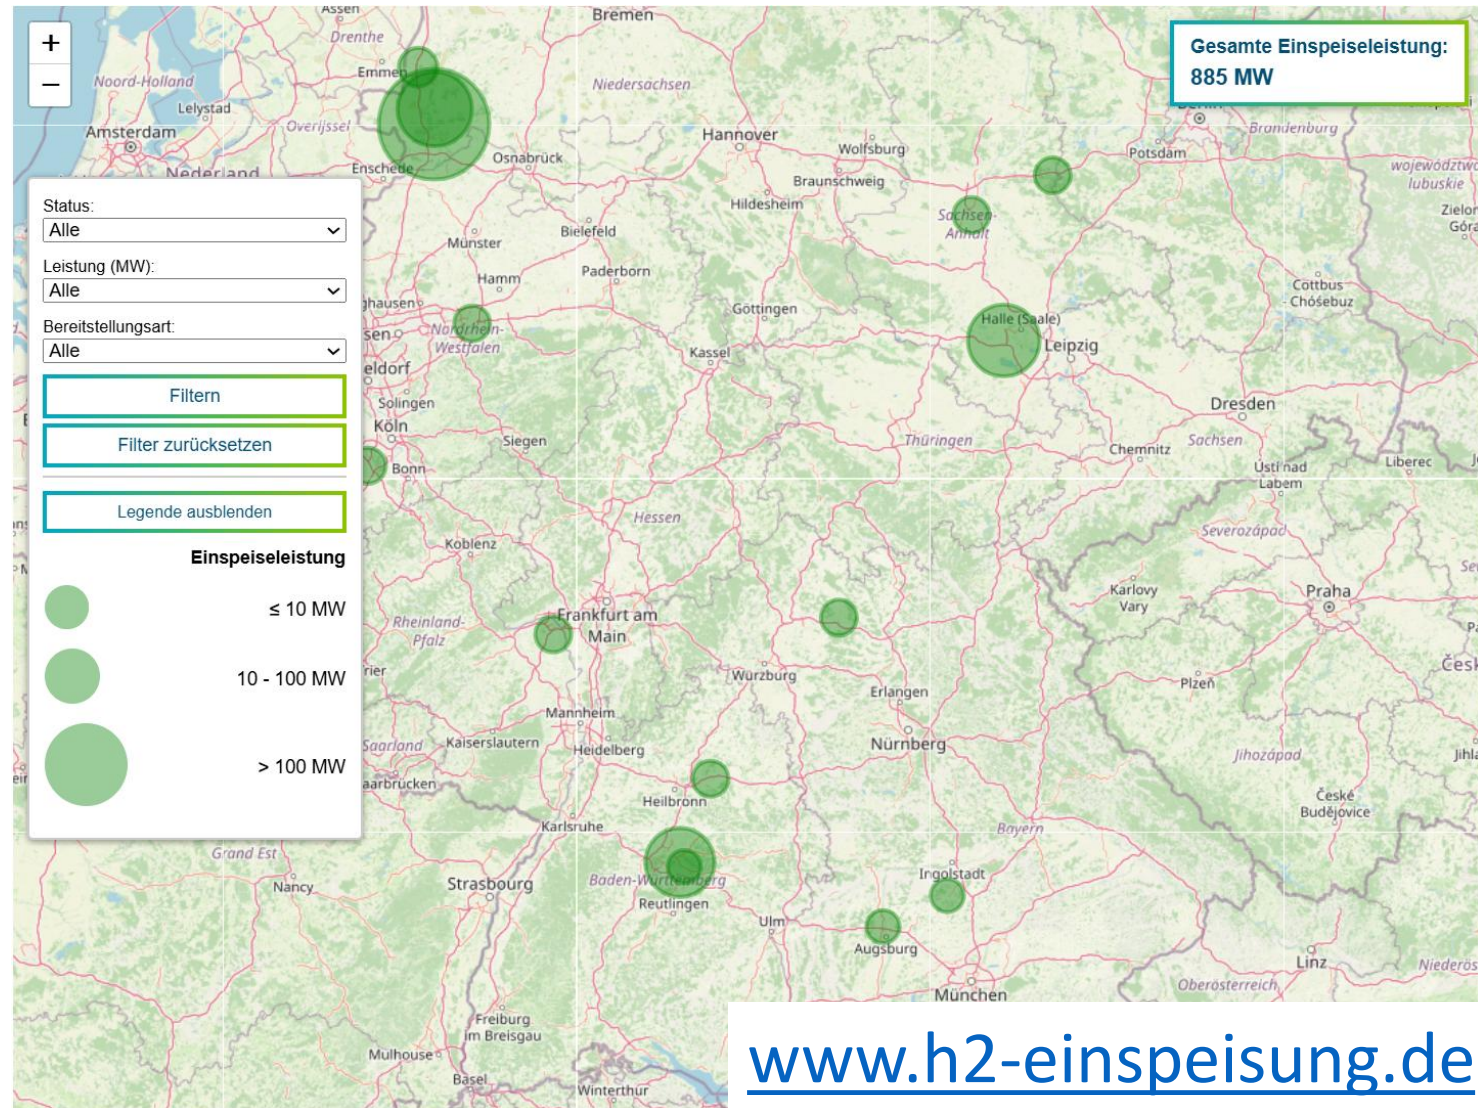 Assen
Bremen
Drenthe
+
−
Emmen
Noord-Holland
Niedersachsen
Lelystad
Gesamte Einspeiseleistung:
885 MW
Amsterdam
Overijssel
Hannover
Wolfsburg
Potsdam
Brandenburg
Nederland
Enschede
Osnabrück
Braunschweig
Hildesheim
lubuskie
Status:
Alle
Sachsen-
Anhalt
Münster
Bielefeld
Leistung (MW):
Alle
Hamm
Paderborn
Cottbus
- Chóśebuz
Göttingen
Bereitstellungsart:
Alle
Nordrhein-
Westfalen
Halle (Saale)
Leipzig
Kassel
Filtern
Solingen
Köln
Dresden
Filter zurücksetzen
Siegen
Thüringen
Chemnitz
Sachsen
Bonn
Ústí nad
Labem
Liberec
Legende ausblenden
Hessen
Severozápad
Koblenz
Einspeiseleistung
≤ 10 MW
Karlovy
Vary
Praha
Rheinland-
Pfalz
Frankfurt am
Main
10 - 100 MW
Würzburg
Erlangen
Plzeň
Mannheim
Saarland
Kaiserslautern
Heidelberg
Nürnberg
Jihozápad
> 100 MW
Heilbronn
České
Budějovice
Karlsruhe
Bayern
Grand Est
Nancy
Strasbourg
Baden-Württemberg
Ingolstadt
Reutlingen
Ulm
Augsburg
Linz
München
Oberösterreich
Freiburg
im Breisgau
Mulhouse
Basel
Winterthur
www.h2-einspeisung.de